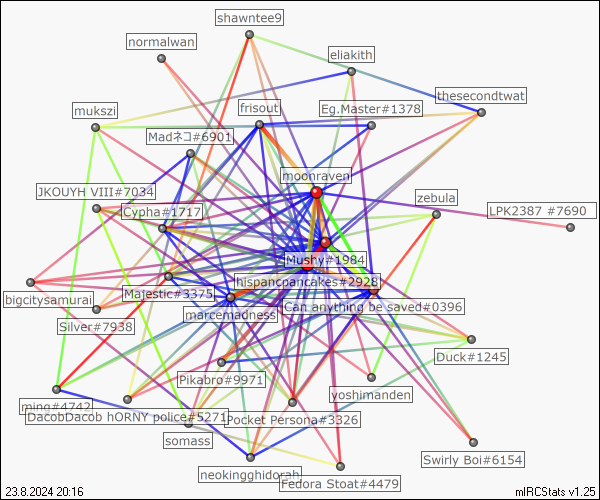 shawntee9
normalwan
eliakith
thesecondtwat
mukszi
frisout
Eg.Master#1378
Madネコ#6901
moonraven
JKOUYH VIII#7034
zebula
Cypha#1717
LPK2387 #7690
Mushy#1984
hispancpancakes#2928
bigcitysamurai
Majestic#3375
Can anything be saved#0396
marcemadness
Silver#7938
Duck#1245
Pikabro#9971
yoshimanden
ming#4742
DacobDacob hORNY police#5271
Pocket Persona#3326
somass
Swirly Boi#6154
neokingghidorah
Fedora Stoat#4479
23.8.2024 20:16
mIRCStats v1.25